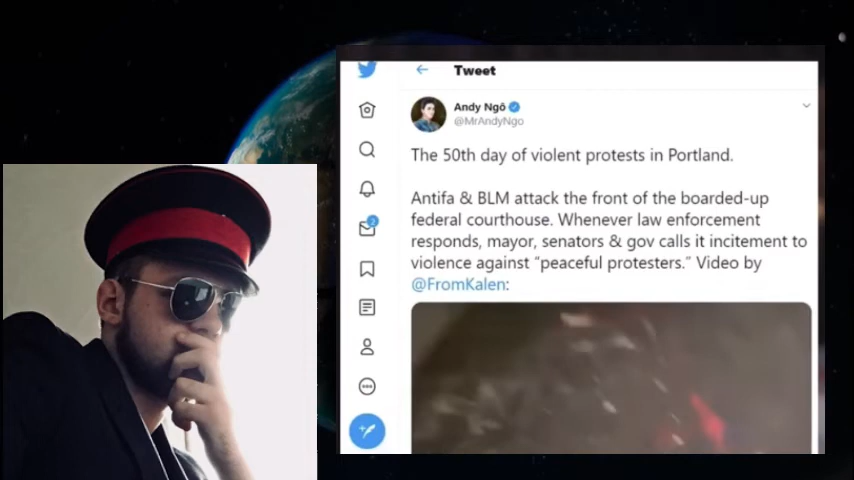 Tweet
Andy Ngô
@MrAndyNgo
The 50th day of violent protests in Portland.
Antifa & BLM attack the front of the boarded-up
federal courthouse. Whenever law enforcement
responds, mayor, senators & gov calls it incitement to
violence against “peaceful protesters.” Video by
@FromKalen:
2